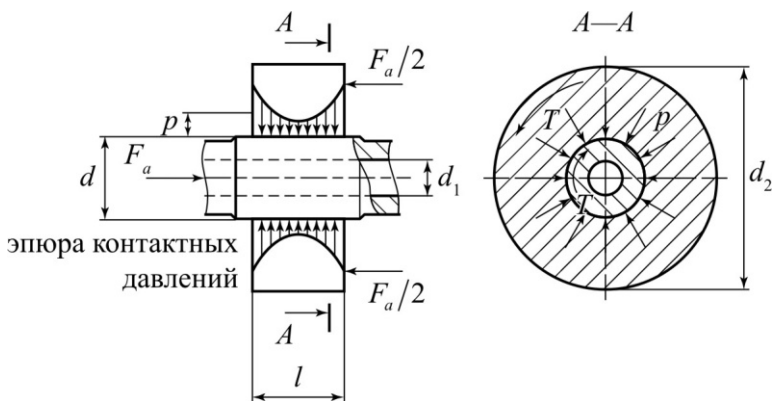 A
A—A
F_a/2
p
T
p
d
F_a
d_1
d_2
T
эпюра контактных
давлений
F_a/2
A
l